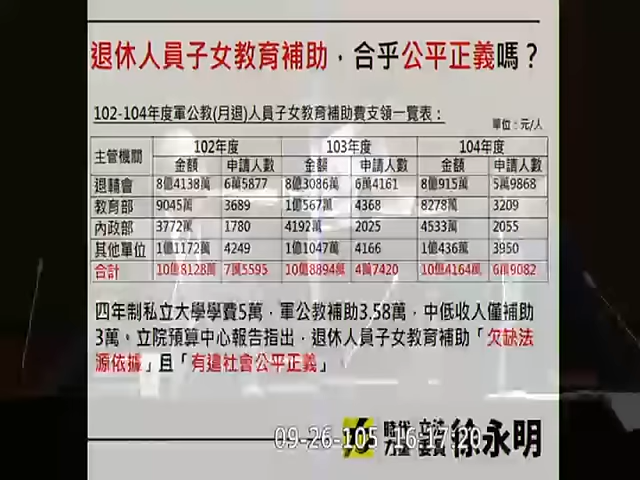 退休人員子女教育補助，合乎公平正義嗎？
102-104年度軍公教(月退)人員子女教育補助費支領一覽表：
單位：元/人
主管機關 102年度 103年度 104年度
金額 申請人數 金額 申請人數 金額 申請人數
退輔會 8億4138萬 6萬5877 8億3086萬 6萬4161 8億915萬 5萬9868
教育部 9045萬 3689 1億567萬 4368 8278萬 3209
內政部 3772萬 1780 4192萬 2025 4533萬 2055
其他單位 1億1172萬 4249 1億1047萬 4166 1億436萬 3950
合計 10億8128萬 7萬5595 10億8894萬 4萬7420 10億4164萬 6萬9082
四年制私立大學學費5萬，軍公教補助3.58萬，中低收入僅補助
3萬。立院預算中心報告指出，退休人員子女教育補助「欠缺法
源依據」且「有違社會公平正義」
時代力量 立法委員 徐永明
09-26-105 16:17:20